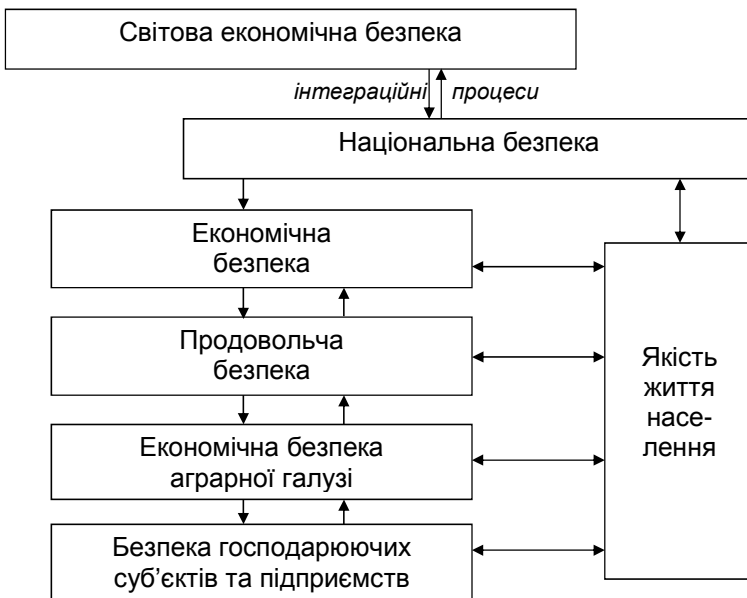 Світова економічна безпека
інтеграційні процеси
Національна безпека
Економічна
безпека
Продовольча
безпека
Економічна безпека
аграрної галузі
Безпека господарюючих
суб’єктів та підприємств
Якість
життя
насе-
лення